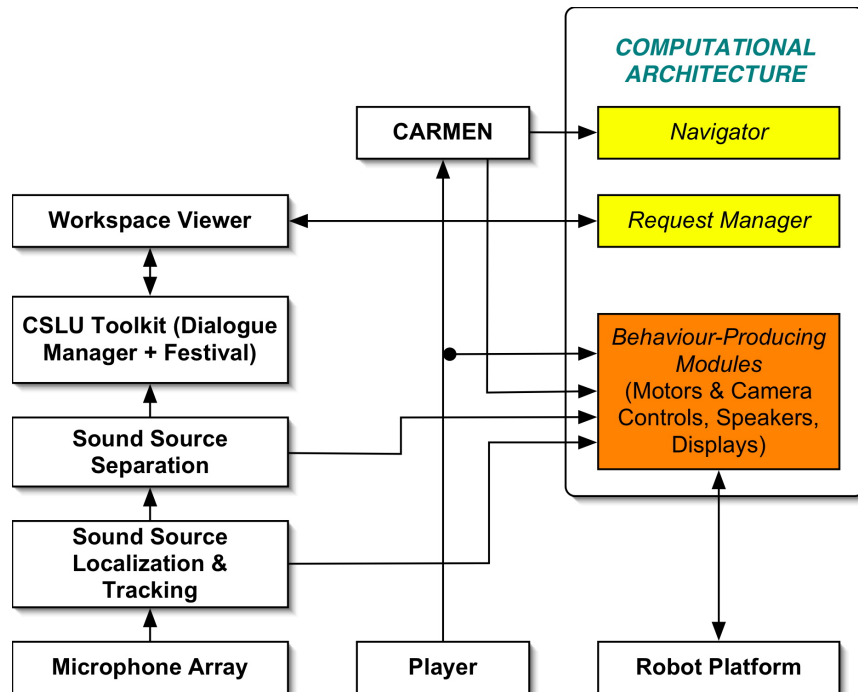 COMPUTATIONAL
ARCHITECTURE
CARMEN
Navigator
Workspace Viewer
Request Manager
CSLU Toolkit (Dialogue
Manager + Festival)
Behaviour-Producing
Modules
(Motors & Camera
Controls, Speakers,
Displays)
Sound Source
Separation
Sound Source
Localization &
Tracking
Microphone Array
Player
Robot Platform